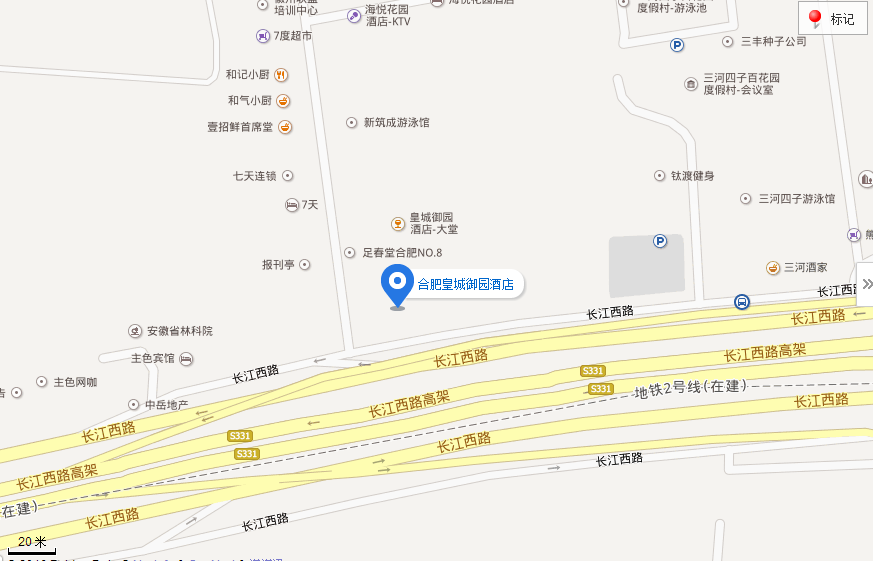 培训中心
海悦花园
酒店-KTV
海悦花园酒店
度假村-游泳池
标记
7度超市
三丰种子公司
和记小厨
三河四子百花园
度假村-会议室
和气小厨
壹招鲜首席堂
新筑成游泳馆
七天连锁
钛渡健身
7天
三河四子游泳馆
皇城御园
酒店-大堂
足春堂合肥NO.8
报刊亭
三河酒家
合肥皇城御园酒店
长江西路
长江西路
长江西路
安徽省林科院
主色宾馆
长江西路
长江西路高架
长江西路
S331
主色网咖
S331
地铁2号线(在建)
长江西路
中岳地产
长江西路高架
长江西路
S331
长江西路
S331
长江西路
长江西路高架
在建)
长江西路
长江西路
20 米